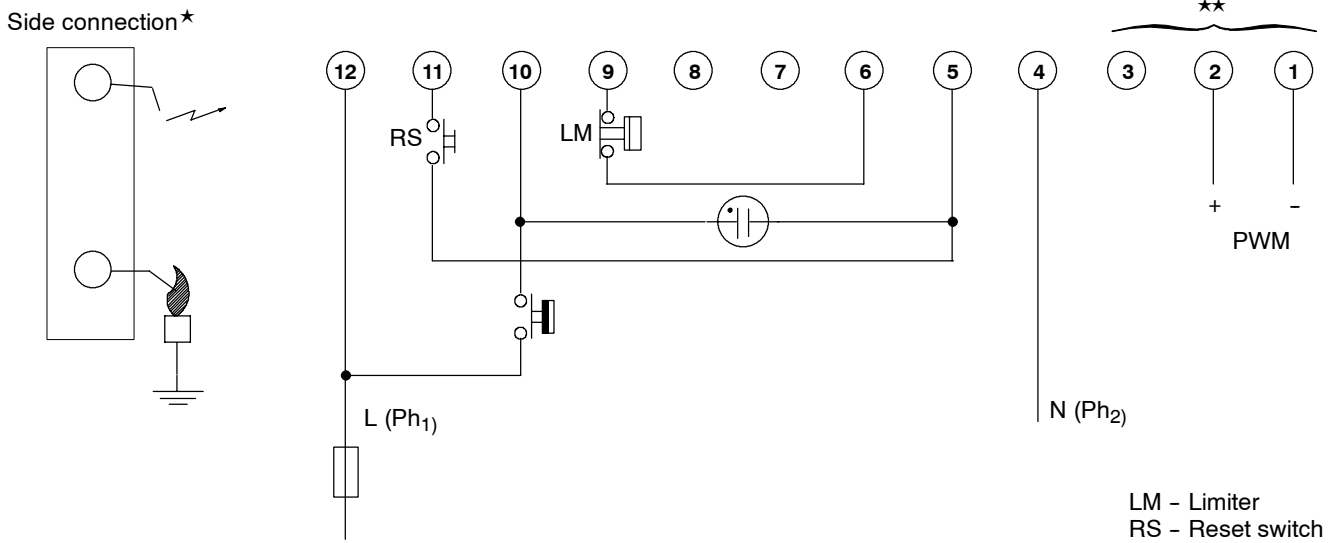 Side connection★
★★
12 11 10 9 8 7 6 5 4 3 2 1
RS
LM
+ –
PWM
L (Ph1)
N (Ph2)
LM – Limiter
RS – Reset switch